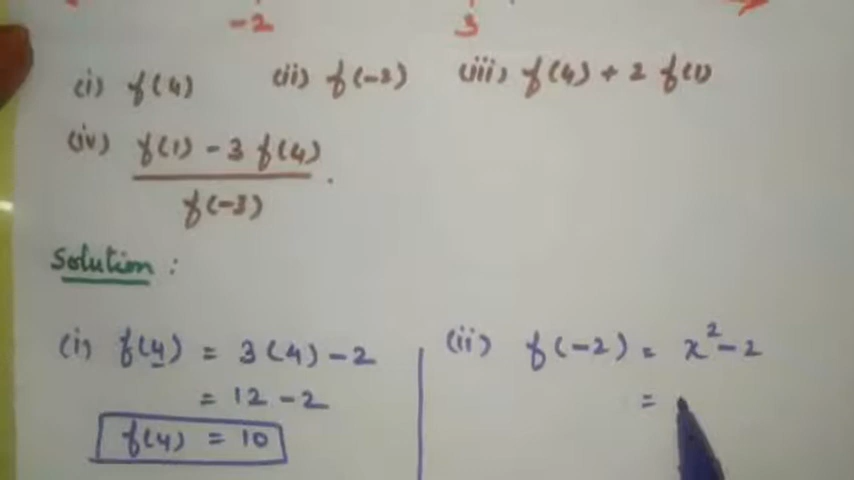 -2 3
(i) f(4) (ii) f(-2) (iii) f(4) + 2 f(1)
(iv) f(1) - 3 f(4)
f(-3) .
Solution :
(i) f(4) = 3(4) - 2 (ii) f(-2) = x² - 2
= 12 - 2 =
f(4) = 10